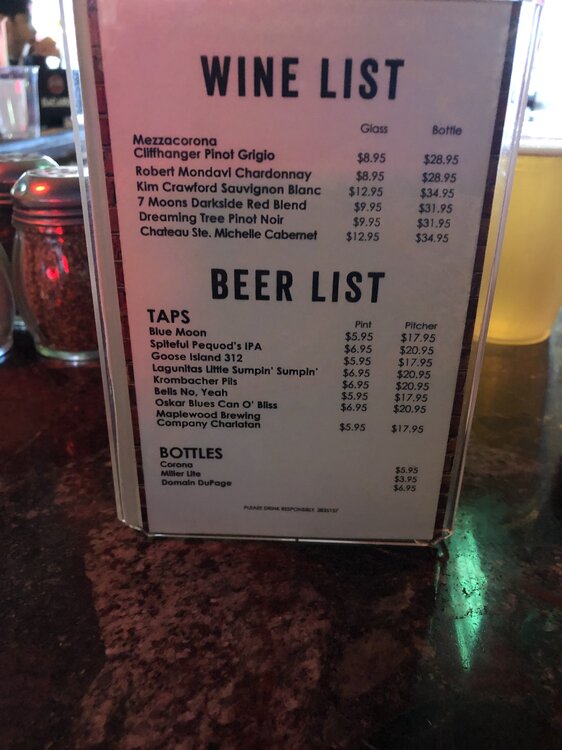 WINE LIST
Glass Bottle
Mezzacorona
Cliffhanger Pinot Grigio $8.95 $28.95
Robert Mondavi Chardonnay $8.95 $28.95
Kim Crawford Sauvignon Blanc $12.95 $34.95
7 Moons Darkside Red Blend $9.95 $31.95
Dreaming Tree Pinot Noir $9.95 $31.95
Chateau Ste. Michelle Cabernet $12.95 $34.95
BEER LIST
TAPS Pint Pitcher
Blue Moon $5.95 $17.95
Spiteful Pequod's IPA $6.95 $20.95
Goose Island 312 $5.95 $17.95
Lagunitas Little Sumpin' Sumpin' $6.95 $20.95
Krombacher Pils $6.95 $20.95
Bells No, Yeah $5.95 $17.95
Oskar Blues Can O' Bliss $6.95 $20.95
Maplewood Brewing
Company Charlatan $5.95 $17.95
BOTTLES
Corona $5.95
Miller Lite $3.95
Domain DuPage $6.95
PLEASE DRINK RESPONSIBLY.